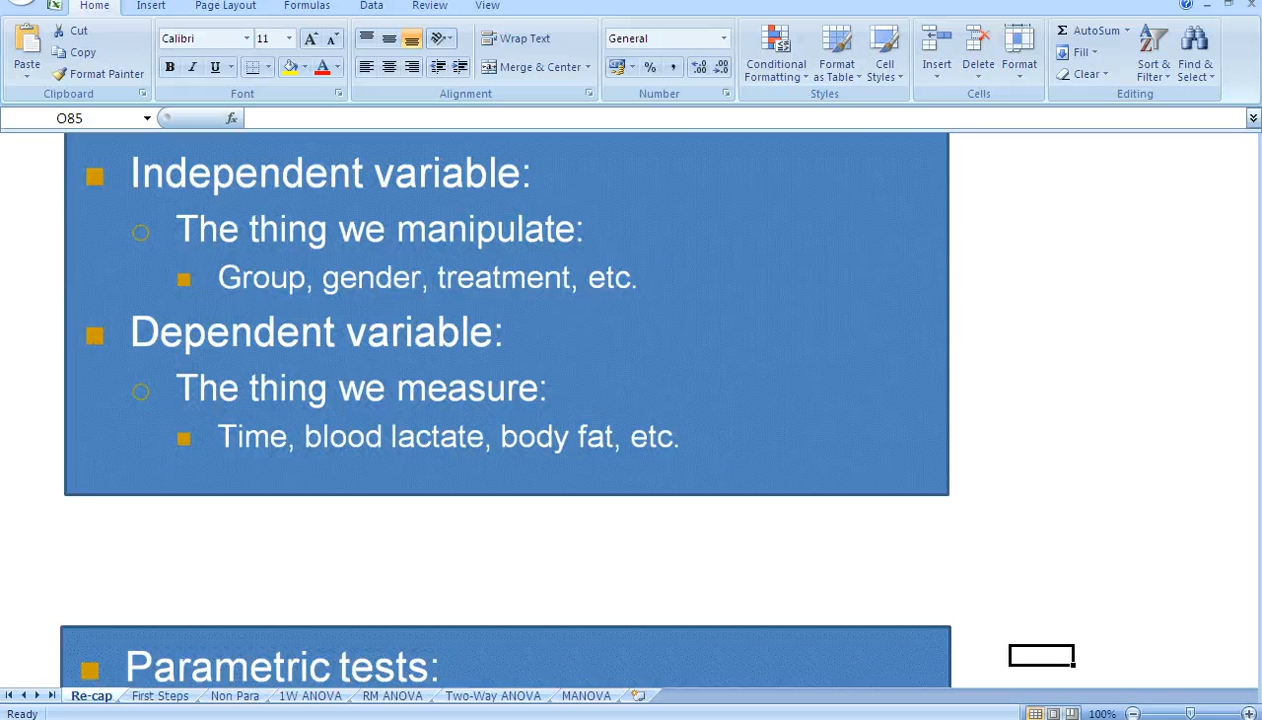 Home Insert Page Layout Formulas Data Review View
Cut
Copy
Format Painter
Paste
Clipboard
Calibri 11
B I U
Font
Wrap Text
Merge & Center
Alignment
General
% ,
Number
Conditional Formatting
Format as Table
Cell Styles
Styles
Insert Delete Format
Cells
Σ AutoSum
Fill
Clear
Sort & Filter
Find & Select
Editing
O85
fx
Independent variable:
The thing we manipulate:
Group, gender, treatment, etc.
Dependent variable:
The thing we measure:
Time, blood lactate, body fat, etc.
Parametric tests:
Re-cap First Steps Non Para 1W ANOVA RM ANOVA Two-Way ANOVA MANOVA
Ready
100%